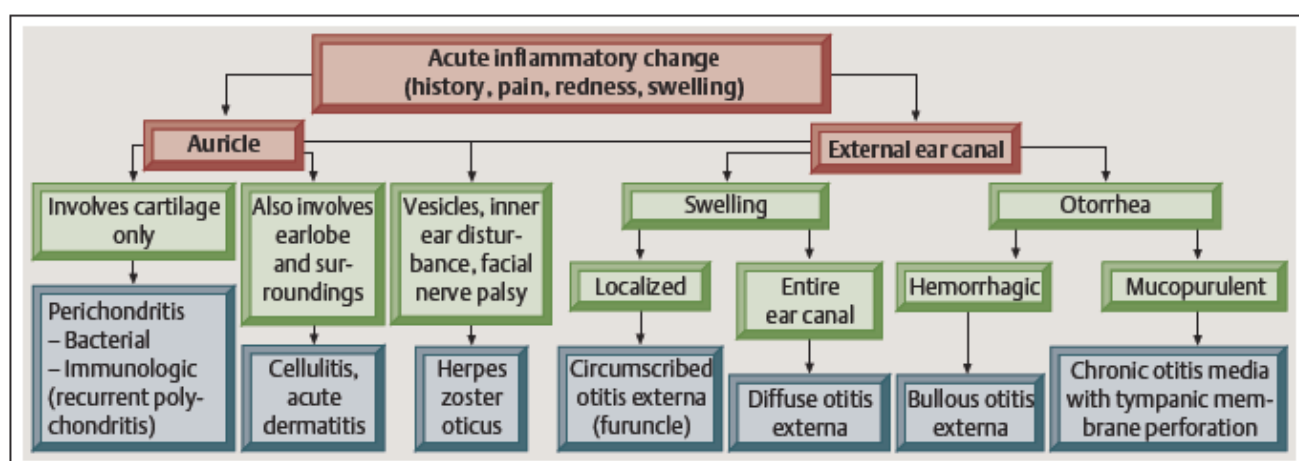 Acute inflammatory change
(history, pain, redness, swelling)
Auricle
External ear canal
Involves cartilage
only
Also involves
earlobe
and sur-
roundings
Vesicles, inner
ear distur-
bance, facial
nerve palsy
Swelling
Otorrhea
Localized
Entire
ear canal
Hemorrhagic
Mucopurulent
Perichondritis
– Bacterial
– Immunologic
(recurrent poly-
chondritis)
Cellulitis,
acute
dermatitis
Herpes
zoster
oticus
Circumscribed
otitis externa
(furuncle)
Diffuse otitis
externa
Bullous otitis
externa
Chronic otitis media
with tympanic mem-
brane perforation